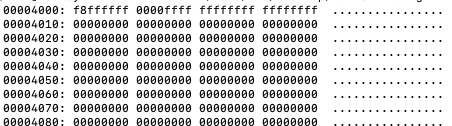 00004000: f8ffffff 0000ffff ffffffff ffffffff  ................
00004010: 00000000 00000000 00000000 00000000  ................
00004020: 00000000 00000000 00000000 00000000  ................
00004030: 00000000 00000000 00000000 00000000  ................
00004040: 00000000 00000000 00000000 00000000  ................
00004050: 00000000 00000000 00000000 00000000  ................
00004060: 00000000 00000000 00000000 00000000  ................
00004070: 00000000 00000000 00000000 00000000  ................
00004080: 00000000 00000000 00000000 00000000  ................